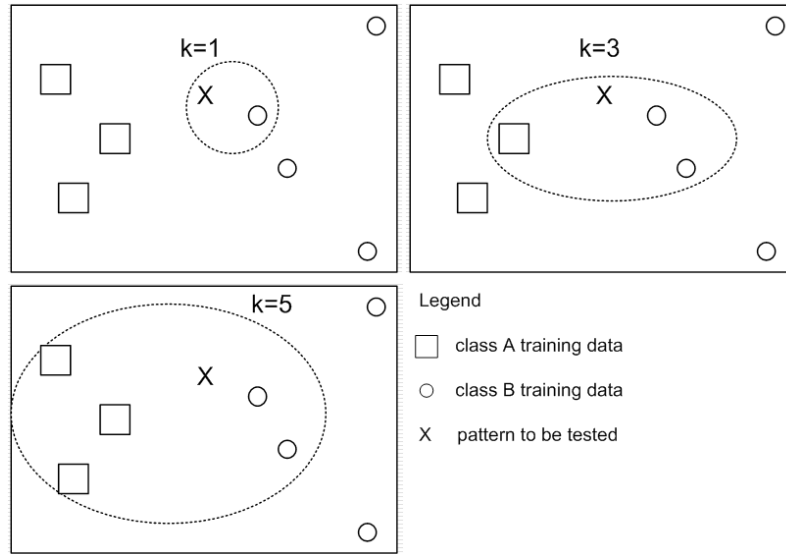 k=1
X
k=3
X
k=5
X
Legend
class A training data
class B training data
X pattern to be tested